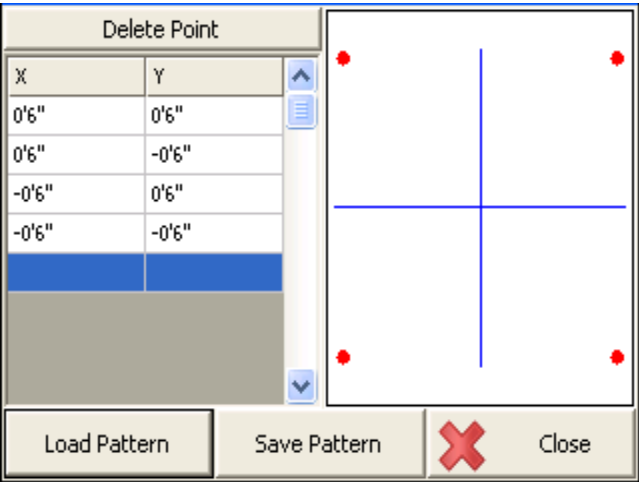 Delete Point
X Y
0'6" 0'6"
0'6" -0'6"
-0'6" 0'6"
-0'6" -0'6"
Load Pattern Save Pattern Close